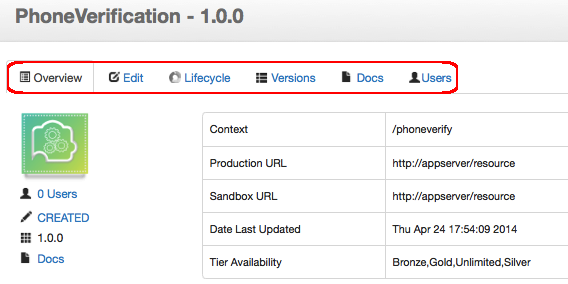 PhoneVerification - 1.0.0
Overview Edit Lifecycle Versions Docs Users
0 Users
CREATED
1.0.0
Docs
Context /phoneverify
Production URL http://appserver/resource
Sandbox URL http://appserver/resource
Date Last Updated Thu Apr 24 17:54:09 2014
Tier Availability Bronze,Gold,Unlimited,Silver